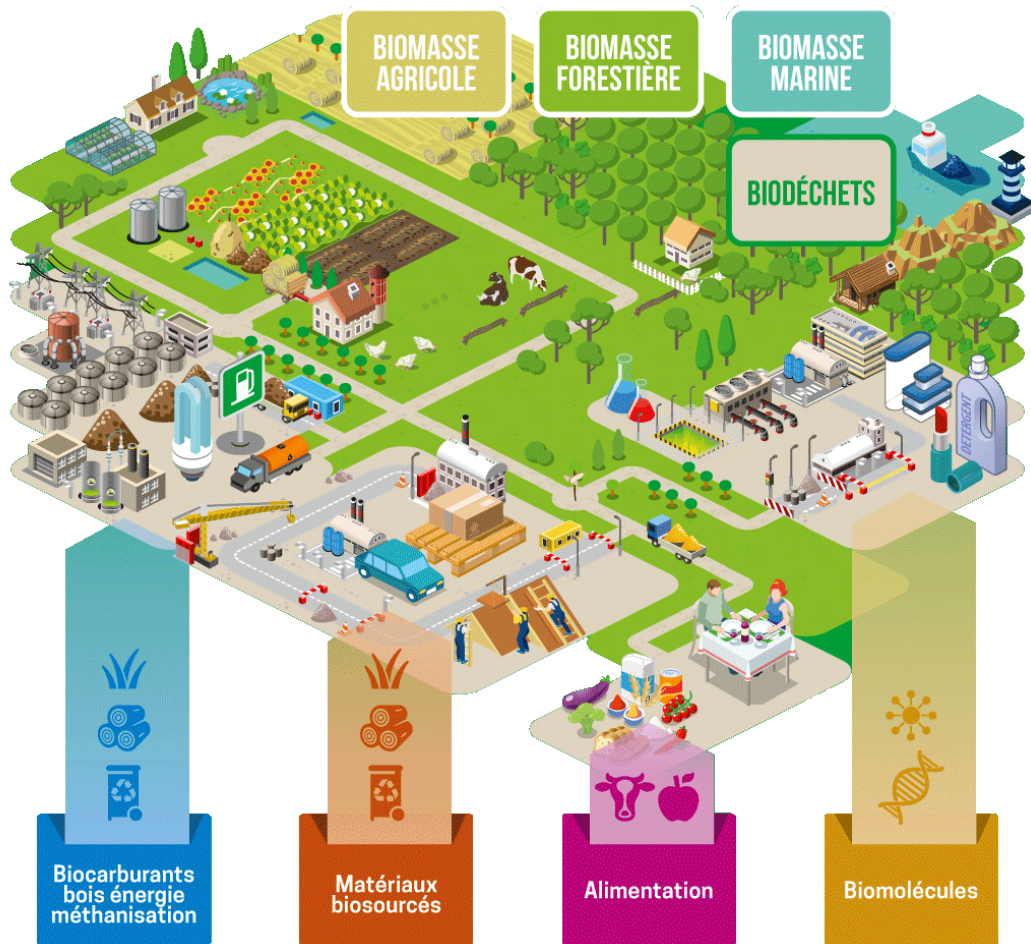 BIOMASSE
AGRICOLE
BIOMASSE
FORESTIÈRE
BIOMASSE
MARINE
BIODÉCHETS
DETERGENT
Biocarburants
bois énergie
méthanisation
Matériaux
biosourcés
Alimentation
Biomolécules